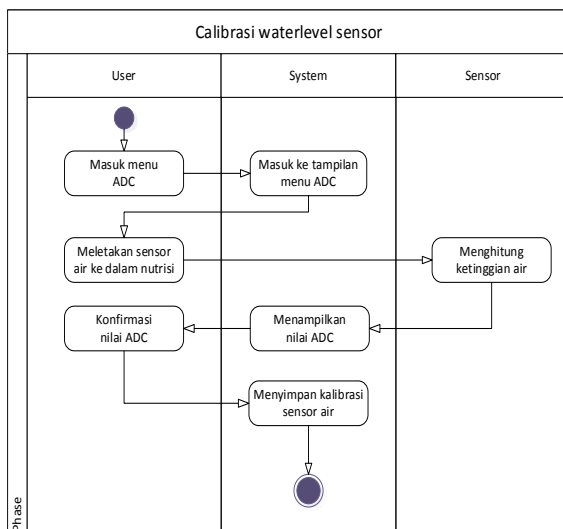 Calibrasi waterlevel sensor
User
System
Sensor
Masuk menu
ADC
Masuk ke tampilan
menu ADC
Meletakan sensor
air ke dalam nutrisi
Menghitung
ketinggian air
Konfirmasi
nilai ADC
Menampilkan
nilai ADC
Menyimpan kalibrasi
sensor air
Phase